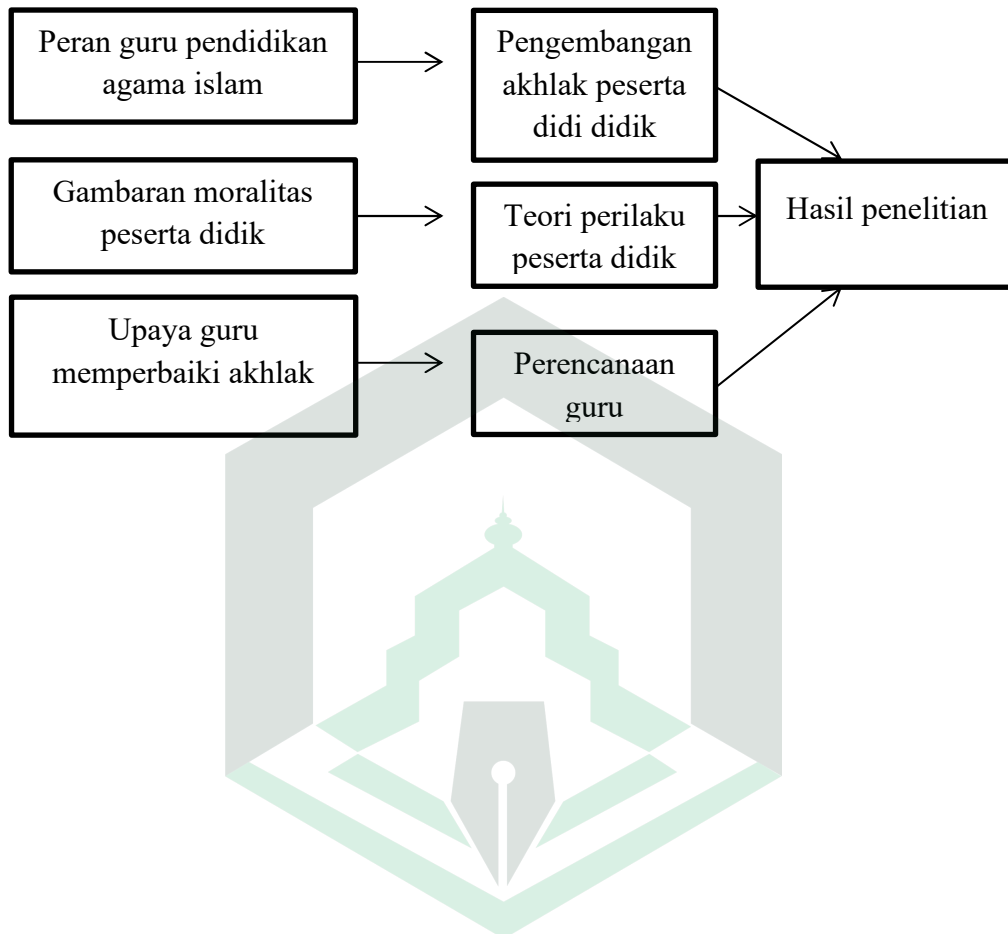 Peran guru pendidikan
agama islam
Pengembangan
akhlak peserta
didi didik
Gambaran moralitas
peserta didik
Teori perilaku
peserta didik
Hasil penelitian
Upaya guru
memperbaiki akhlak
Perencanaan
guru